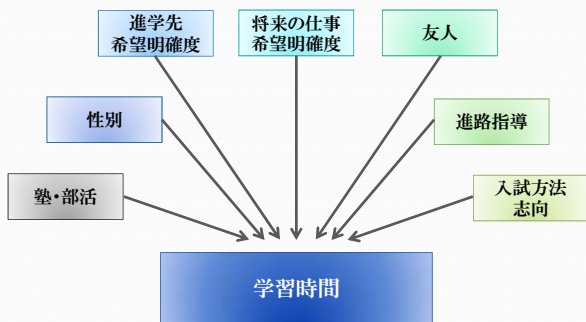 進学先
希望明確度
将来の仕事
希望明確度
友人
性別
進路指導
塾・部活
入試方法
志向
学習時間